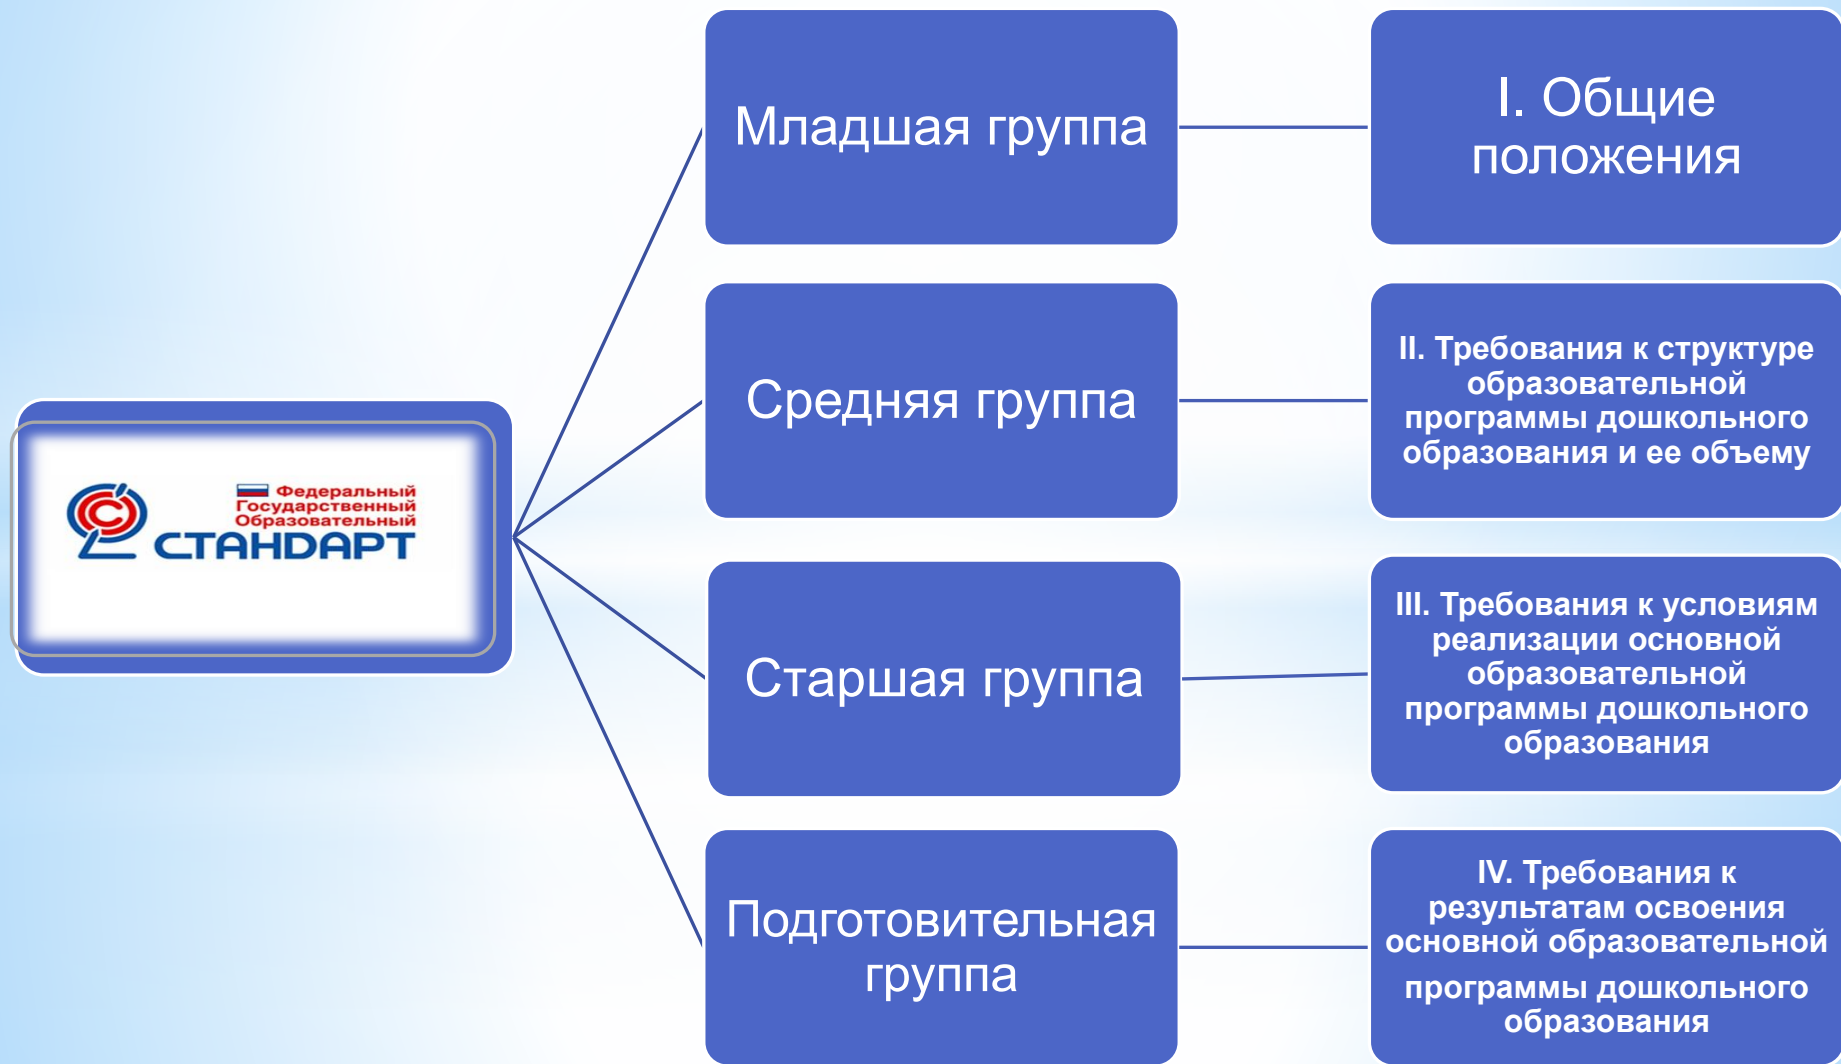 Федеральный
Государственный
Образовательный
СТАНДАРТ
Младшая группа
I. Общие
положения
Средняя группа
II. Требования к структуре
образовательной
программы дошкольного
образования и ее объему
Старшая группа
III. Требования к условиям
реализации основной
образовательной
программы дошкольного
образования
Подготовительная
группа
IV. Требования к
результатам освоения
основной образовательной
программы дошкольного
образования